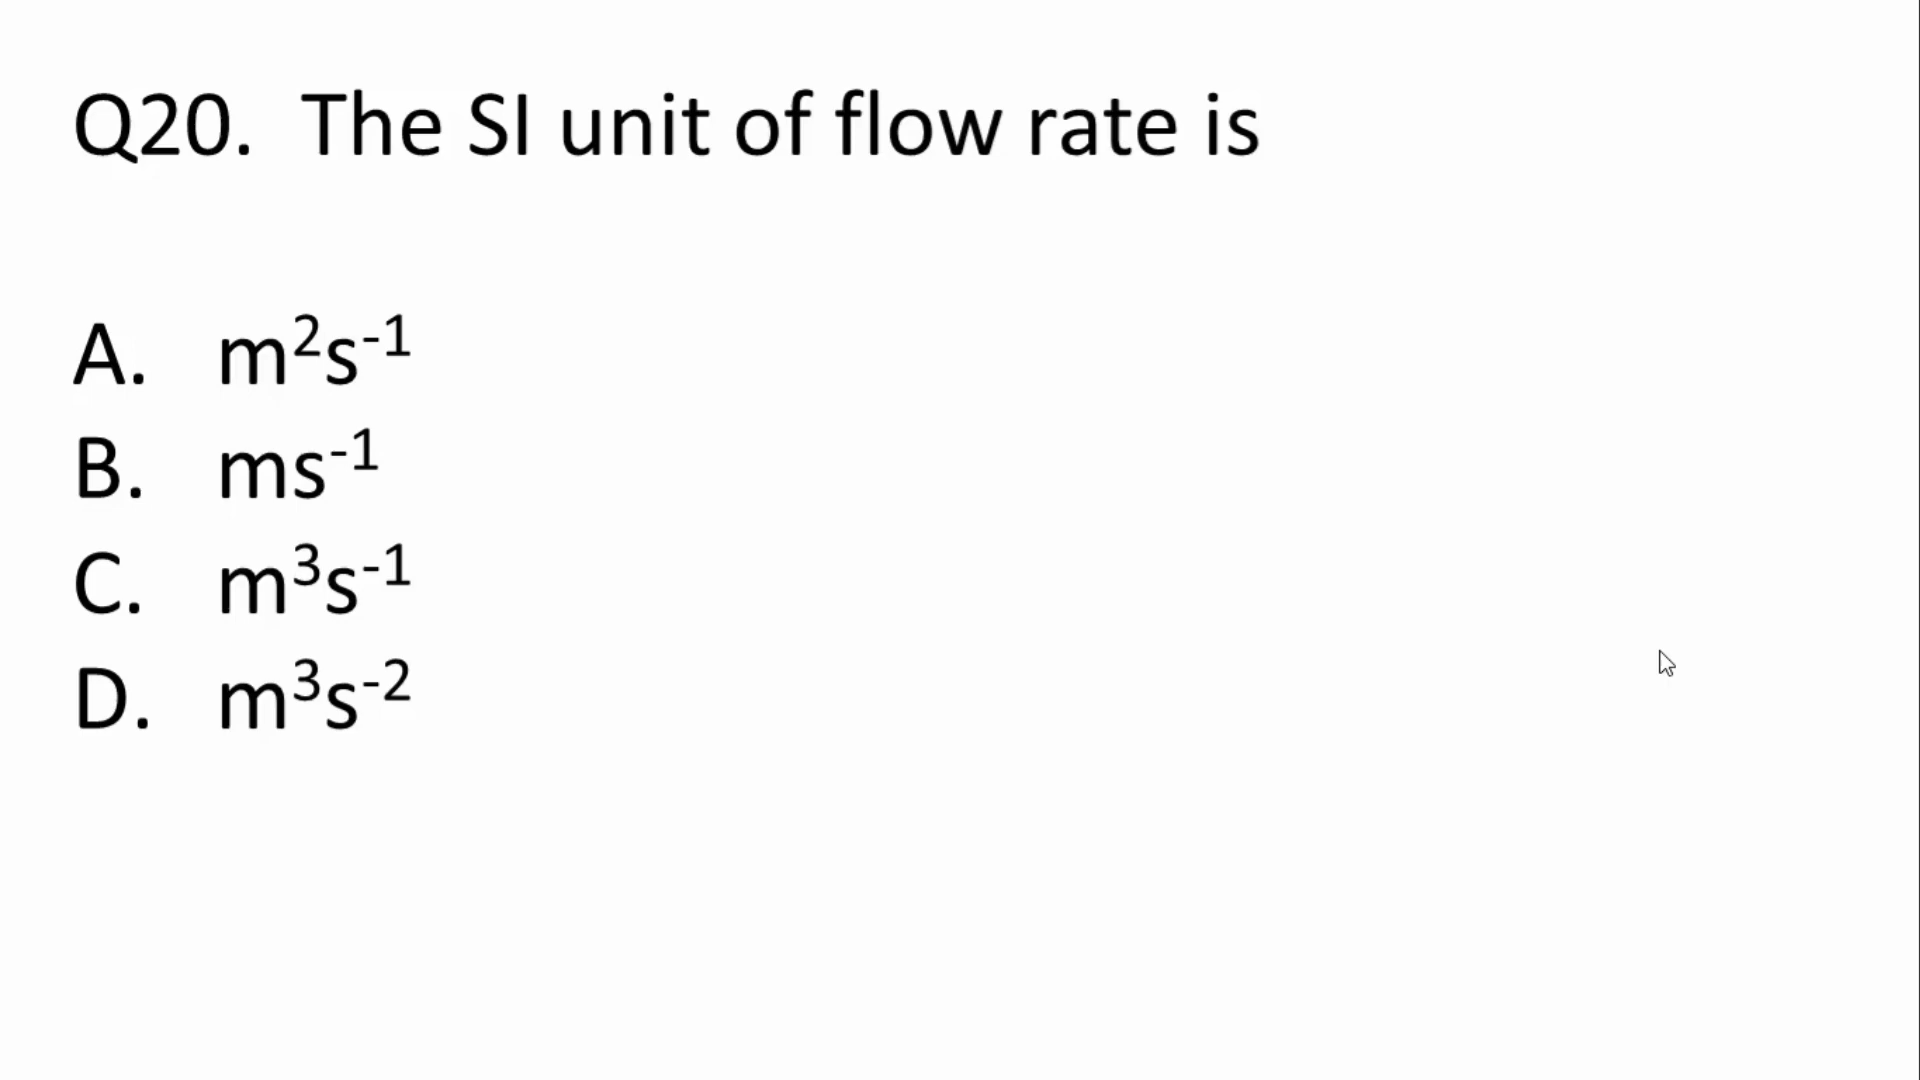 Q20. The SI unit of flow rate is
A. m²s⁻¹
B. ms⁻¹
C. m³s⁻¹
D. m³s⁻²